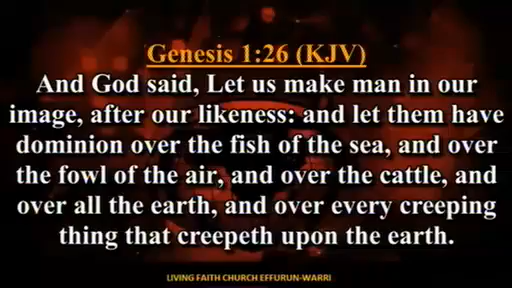 Genesis 1:26 (KJV)
And God said, Let us make man in our
image, after our likeness: and let them have
dominion over the fish of the sea, and over
the fowl of the air, and over the cattle, and
over all the earth, and over every creeping
thing that creepeth upon the earth.
LIVING FAITH CHURCH EFFURUN-WARRI